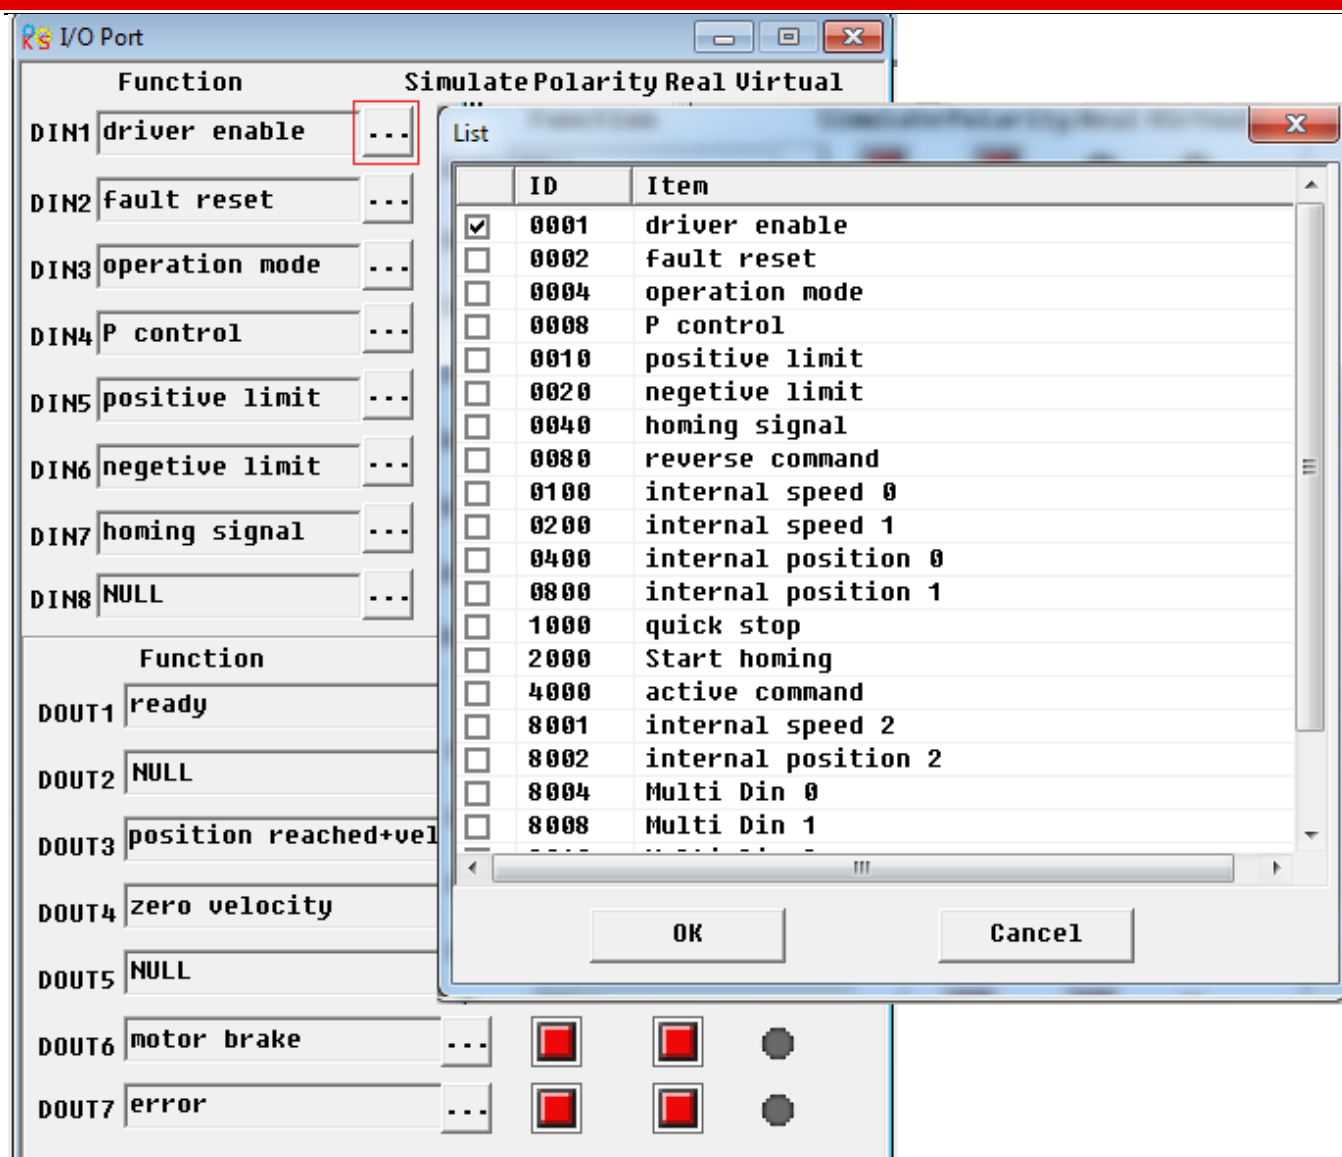 I/O Port
Function Simulate Polarity Real Virtual
DIN1 driver enable ...
DIN2 fault reset ...
DIN3 operation mode ...
DIN4 P control ...
DIN5 positive limit ...
DIN6 negetive limit ...
DIN7 homing signal ...
DIN8 NULL ...
Function
DOUT1 ready
DOUT2 NULL
DOUT3 position reached+vel
DOUT4 zero velocity
DOUT5 NULL
DOUT6 motor brake ...
DOUT7 error ...
List
ID Item
0001 driver enable
0002 fault reset
0004 operation mode
0008 P control
0010 positive limit
0020 negetive limit
0040 homing signal
0080 reverse command
0100 internal speed 0
0200 internal speed 1
0400 internal position 0
0800 internal position 1
1000 quick stop
2000 Start homing
4000 active command
8001 internal speed 2
8002 internal position 2
8004 Multi Din 0
8008 Multi Din 1
OK Cancel